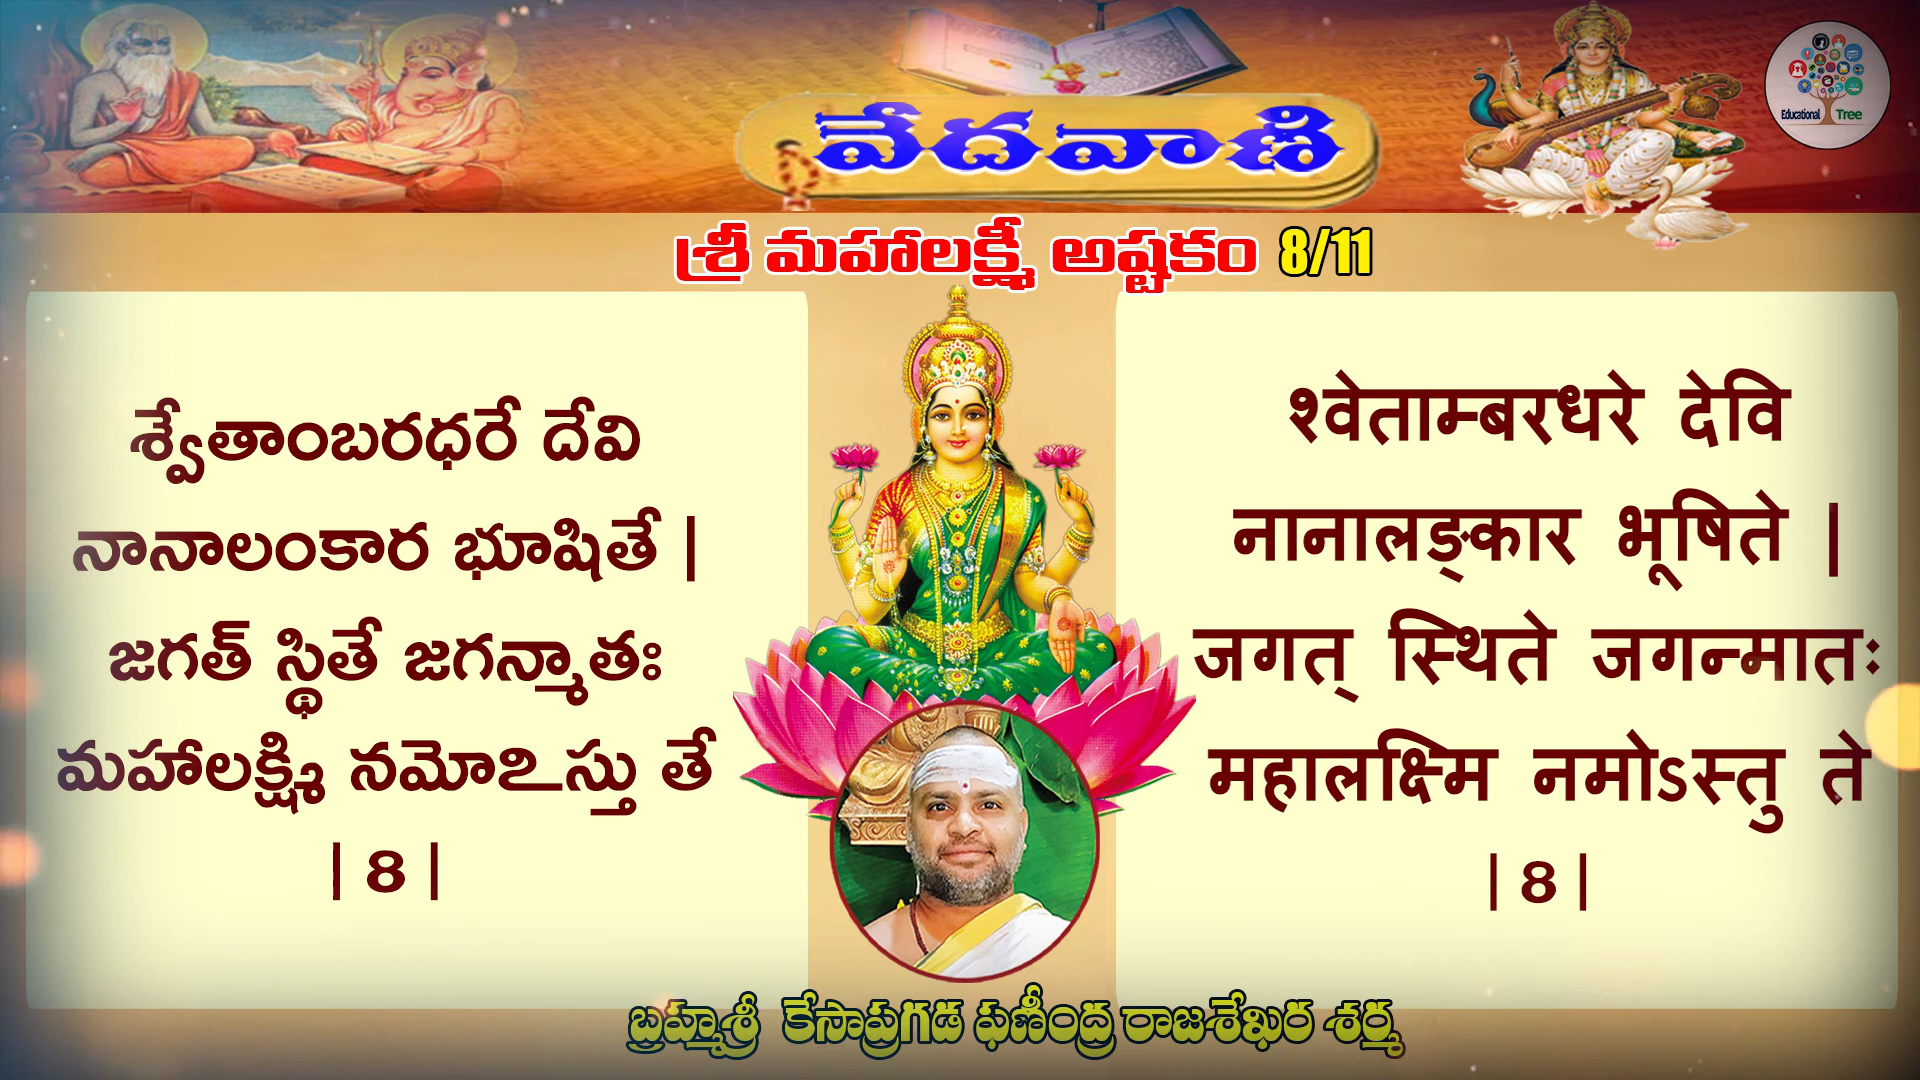 వేదవాణి
Educational Tree
శ్రీ మహాలక్ష్మీ అష్టకం 8/11
శ్వేతాంబరధరే దేవి
నానాలంకార భూషితే |
జగత్ స్థితే జగన్మాతః
మహాలక్ష్మి నమోఽస్తు తే
| 8 |
श्वेताम्बरधरे देवि
नानालङ्कार भूषिते |
जगत् स्थिते जगन्मातः
महालक्ष्मि नमोऽस्तु ते
| 8 |
బ్రహ్మశ్రీ కేసాప్రగడ ఫణీంద్ర రాజశేఖర శర్మ